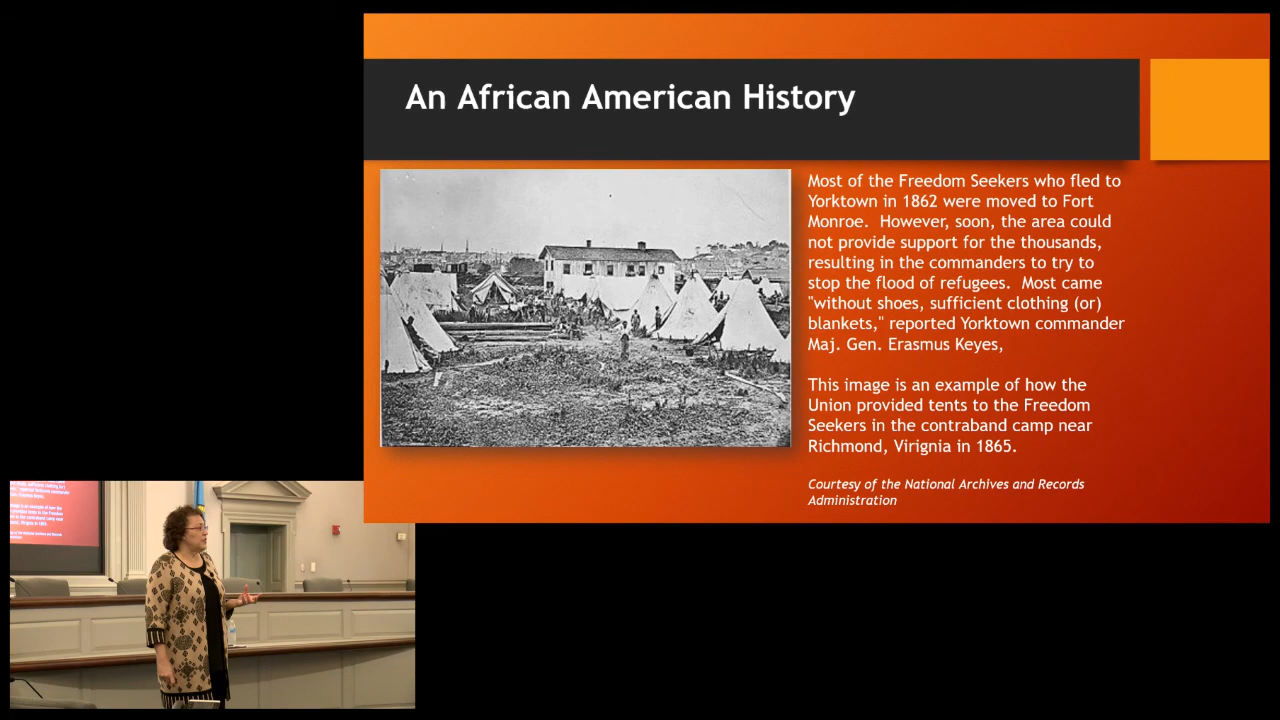 An African American History
Most of the Freedom Seekers who fled to
Yorktown in 1862 were moved to Fort
Monroe. However, soon, the area could
not provide support for the thousands,
resulting in the commanders to try to
stop the flood of refugees. Most came
"without shoes, sufficient clothing (or)
blankets," reported Yorktown commander
Maj. Gen. Erasmus Keyes,
This image is an example of how the
Union provided tents to the Freedom
Seekers in the contraband camp near
Richmond, Virignia in 1865.
Courtesy of the National Archives and Records
Administration